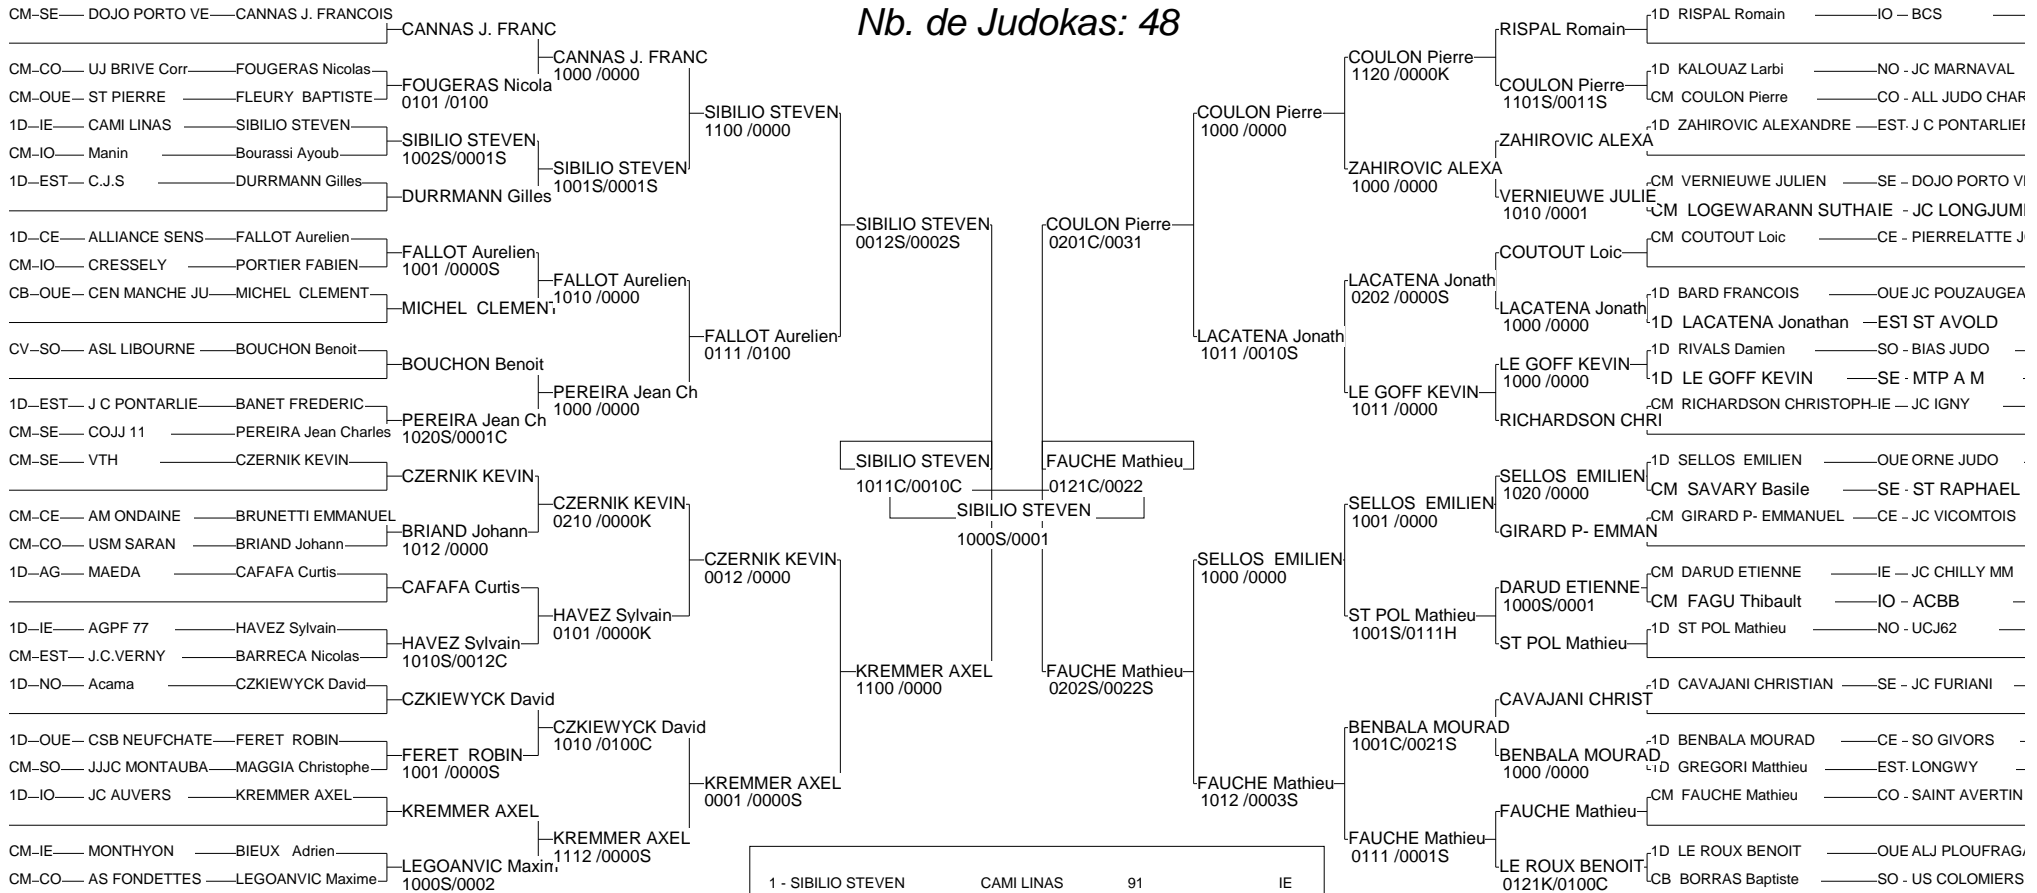 Nb. de Judokas: 48
CM-SE DOJO PORTO VE CANNAS J. FRANCOIS
CM-CO UJ BRIVE Corr FOUGERAS Nicolas
CM-OUE ST PIERRE FLEURY BAPTISTE
1D-IE CAMI LINAS SIBILIO STEVEN
CM-IO Manin Bourassi Ayoub
1D-EST C.J.S DURRMANN Gilles
1D-CE ALLIANCE SENS FALLOT Aurelien
CM-IO CRESSELY PORTIER FABIEN
CB-OUE CEN MANCHE JU MICHEL CLEMENT
CV-SO ASL LIBOURNE BOUCHON Benoit
1D-EST J C PONTARLIE BANET FREDERIC
CM-SE COJJ 11 PEREIRA Jean Charles
CM-SE VTH CZERNIK KEVIN
CM-CE AM ONDAINE BRUNETTI EMMANUEL
CM-CO USM SARAN BRIAND Johann
1D-AG MAEDA CAFAFA Curtis
1D-IE AGPF 77 HAVEZ Sylvain
CM-EST J.C.VERNY BARRECA Nicolas
1D-NO Acama CZKIEWYCK David
1D-OUE CSB NEUFCHATE FERET ROBIN
CM-SO JJJC MONTAUBA MAGGIA Christophe
1D-IO JC AUVERS KREMMER AXEL
CM-IE MONTHYON BIEUX Adrien
CM-CO AS FONDETTES LEGOANVIC Maxime
CANNAS J. FRANC
FOUGERAS Nicola
0101 /0100
SIBILIO STEVEN
1002S/0001S
DURRMANN Gilles
FALLOT Aurelien
1001 /0000S
MICHEL CLEMENT
BOUCHON Benoit
PEREIRA Jean Ch
1020S/0001C
CZERNIK KEVIN
BRIAND Johann
1012 /0000
CAFAFA Curtis
HAVEZ Sylvain
1010S/0012C
CZKIEWYCK David
FERET ROBIN
1001 /0000S
KREMMER AXEL
LEGOANVIC Maxim
1000S/0002
CANNAS J. FRANC
1000 /0000
SIBILIO STEVEN
1001S/0001S
FALLOT Aurelien
1010 /0000
PEREIRA Jean Ch
1000 /0000
CZERNIK KEVIN
0210 /0000K
HAVEZ Sylvain
0101 /0000K
CZKIEWYCK David
1010 /0100C
KREMMER AXEL
1112 /0000S
SIBILIO STEVEN
1100 /0000
FALLOT Aurelien
0111 /0100
CZERNIK KEVIN
0012 /0000
KREMMER AXEL
0001 /0000S
SIBILIO STEVEN
0012S/0002S
KREMMER AXEL
1100 /0000
SIBILIO STEVEN
1011C/0010C
FAUCHE Mathieu
0121C/0022
SIBILIO STEVEN
1000S/0001
COULON Pierre
0201C/0031
FAUCHE Mathieu
0202S/0022S
COULON Pierre
1000 /0000
LACATENA Jonath
1011 /0010S
SELLOS EMILIEN
1000 /0000
FAUCHE Mathieu
1012 /0003S
COULON Pierre
1120 /0000K
ZAHIROVIC ALEXA
1000 /0000
LACATENA Jonath
0202 /0000S
LE GOFF KEVIN
1011 /0000
SELLOS EMILIEN
1001 /0000
ST POL Mathieu
1001S/0111H
BENBALA MOURAD
1001C/0021S
FAUCHE Mathieu
0111 /0001S
RISPAL Romain
COULON Pierre
1101S/0011S
ZAHIROVIC ALEXA
VERNIEUWE JULIE
1010 /0001
COUTOUT Loic
LACATENA Jonath
1000 /0000
LE GOFF KEVIN
1000 /0000
RICHARDSON CHRI
SELLOS EMILIEN
1020 /0000
GIRARD P- EMMAN
DARUD ETIENNE
1000S/0001
ST POL Mathieu
CAVAJANI CHRIST
BENBALA MOURAD
1000 /0000
FAUCHE Mathieu
LE ROUX BENOIT
0121K/0100C
1D RISPAL Romain IO - BCS
1D KALOUAZ Larbi NO - JC MARNAVAL
CM COULON Pierre CO - ALL JUDO CHAR
1D ZAHIROVIC ALEXANDRE EST- J C PONTARLIER
CM VERNIEUWE JULIEN SE - DOJO PORTO VE
CM LOGEWARANN SUTHAIE - JC LONGJUM
CM COUTOUT Loic CE - PIERRELATTE J
1D BARD FRANCOIS OUE JC POUZAUGEA
1D LACATENA Jonathan EST ST AVOLD
1D RIVALS Damien SO - BIAS JUDO
1D LE GOFF KEVIN SE - MTP A M
CM RICHARDSON CHRISTOPH-IE - JC IGNY
1D SELLOS EMILIEN OUE ORNE JUDO
CM SAVARY Basile SE - ST RAPHAEL
CM GIRARD P- EMMANUEL CE - JC VICOMTOIS
CM DARUD ETIENNE IE - JC CHILLY MM
CM FAGU Thibault IO - ACBB
1D ST POL Mathieu NO - UCJ62
1D CAVAJANI CHRISTIAN SE - JC FURIANI
1D BENBALA MOURAD CE - SO GIVORS
1D GREGORI Matthieu EST- LONGWY
CM FAUCHE Mathieu CO - SAINT AVERTIN
1D LE ROUX BENOIT OUE ALJ PLOUFRAGA
CB BORRAS Baptiste SO - US COLOMIERS
1 - SIBILIO STEVEN CAMI LINAS 91 IE